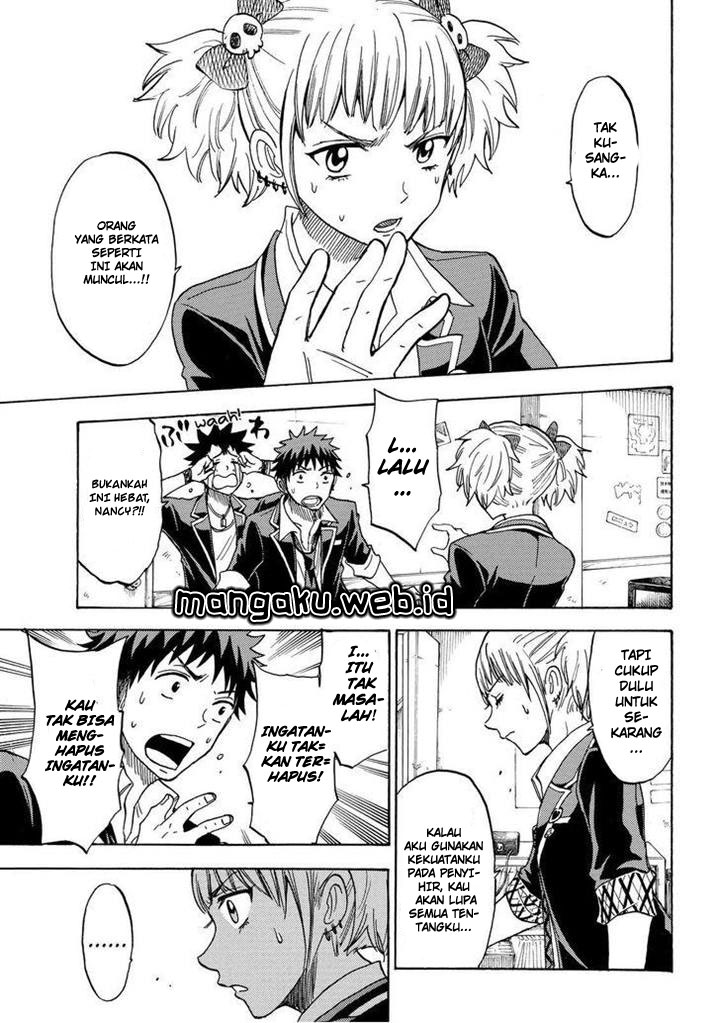 TAK
KU-
SANG-
KA...
ORANG
YANG BERKATA
SEPERTI
INI AKAN
MUNCUL...!!
L...
LALU
...
waah!
ぶ わ
BUKANKAH
INI HEBAT,
NANCY?!!
mangaku.web.id
TAPI
CUKUP
DULU
UNTUK
SE-
KARANG
...
KALAU
AKU GUNAKAN
KEKUATANKU
PADA PENYI-
HIR, KAU
AKAN LUPA
SEMUA TEN-
TANGKU...
I...
ITU
TAK
MASA-
LAH!
INGATAN-
KU TAK=
KAN TER=
HAPUS!
KAU
TAK BISA
MENG-
HAPUS
INGATAN-
KU!!
......